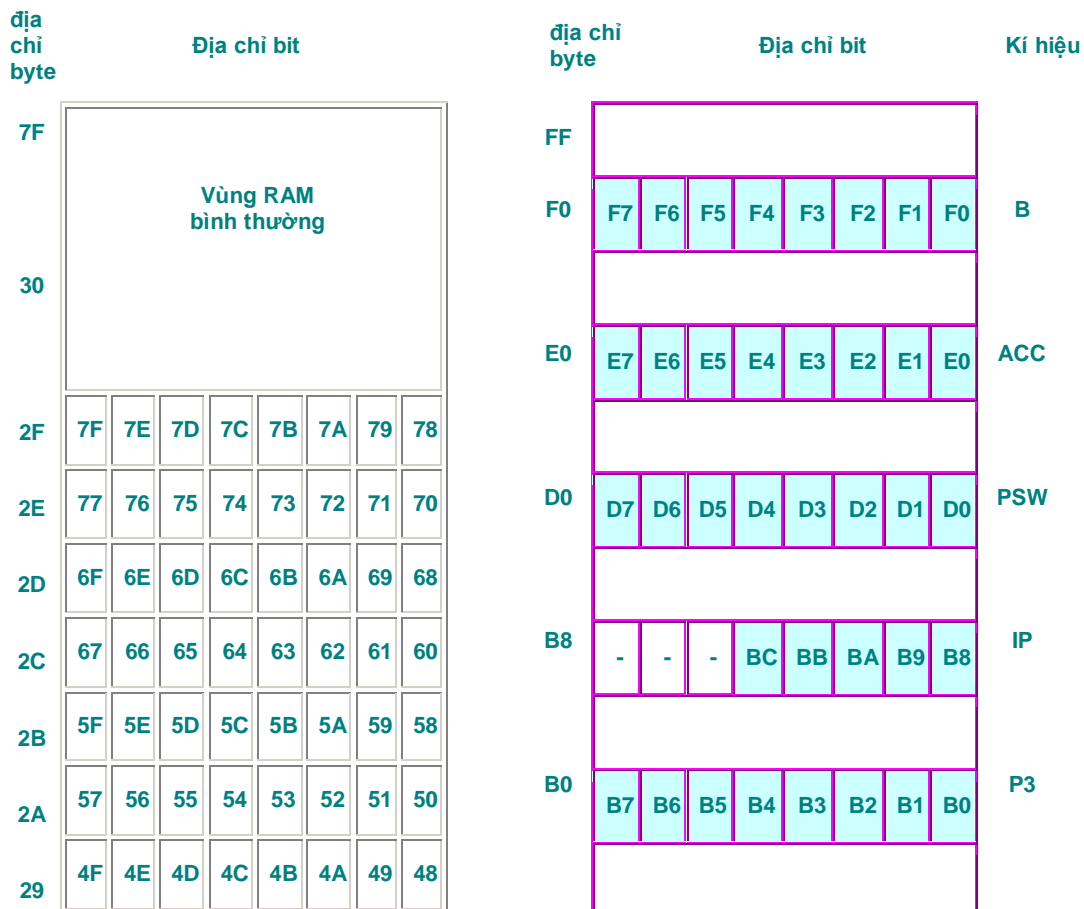 địa
chỉ
byte
Địa chỉ bit
7F
Vùng RAM
bình thường
30
2F 7F 7E 7D 7C 7B 7A 79 78
2E 77 76 75 74 73 72 71 70
2D 6F 6E 6D 6C 6B 6A 69 68
2C 67 66 65 64 63 62 61 60
2B 5F 5E 5D 5C 5B 5A 59 58
2A 57 56 55 54 53 52 51 50
29 4F 4E 4D 4C 4B 4A 49 48
địa chỉ
byte
Địa chỉ bit
Kí hiệu
FF
F0 F7 F6 F5 F4 F3 F2 F1 F0 B
E0 E7 E6 E5 E4 E3 E2 E1 E0 ACC
D0 D7 D6 D5 D4 D3 D2 D1 D0 PSW
B8 - - - BC BB BA B9 B8 IP
B0 B7 B6 B5 B4 B3 B2 B1 B0 P3